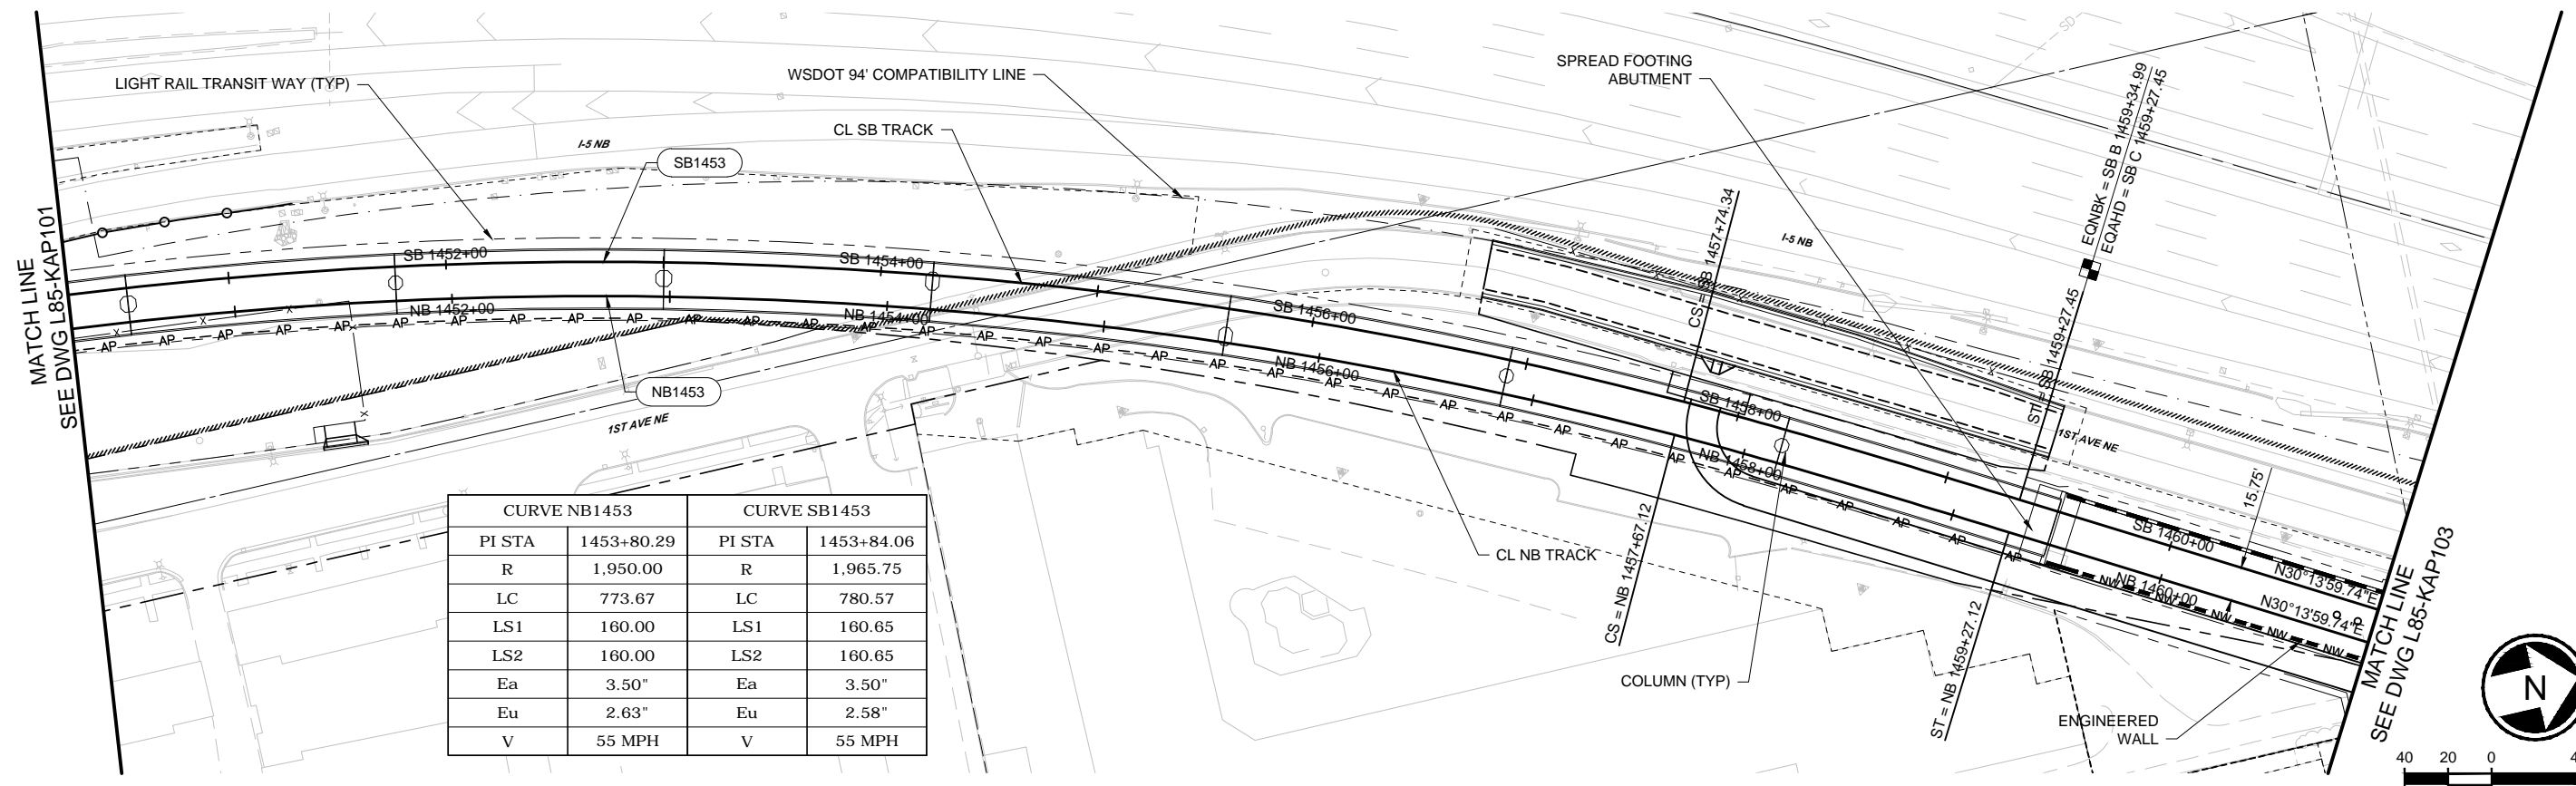 LIGHT RAIL TRANSIT WAY (TYP)
WSDOT 94' COMPATIBILITY LINE
CL SB TRACK
SPREAD FOOTING
ABUTMENT
SD
EQNBK = SB B 1459+34.99
EQAHD = SB C 1459+27.45
I-5 NB
SB1453
I-5 NB
CS = SB 1457+74.34
MATCH LINE
SEE DWG L85-KAP101
SB 1452+00
SB 1454+00
SB 1456+00
SB 1458+00
SB 1460+00
NB 1452+00
NB 1454+00
NB 1456+00
NB 1458+00
NB 1460+00
ST = SB 1459+27.45
NB1453
1ST AVE NE
1ST AVE NE
15.75'
N30°13'59.74"E
N30°13'59.74"E
CL NB TRACK
CS = NB 1457+67.12
ST = NB 1459+27.12
COLUMN (TYP)
ENGINEERED
WALL
MATCH LINE
SEE DWG L85-KAP103
CURVE NB1453 CURVE SB1453
PI STA 1453+80.29 PI STA 1453+84.06
R 1,950.00 R 1,965.75
LC 773.67 LC 780.57
LS1 160.00 LS1 160.65
LS2 160.00 LS2 160.65
Ea 3.50" Ea 3.50"
Eu 2.63" Eu 2.58"
V 55 MPH V 55 MPH
N
40 20 0